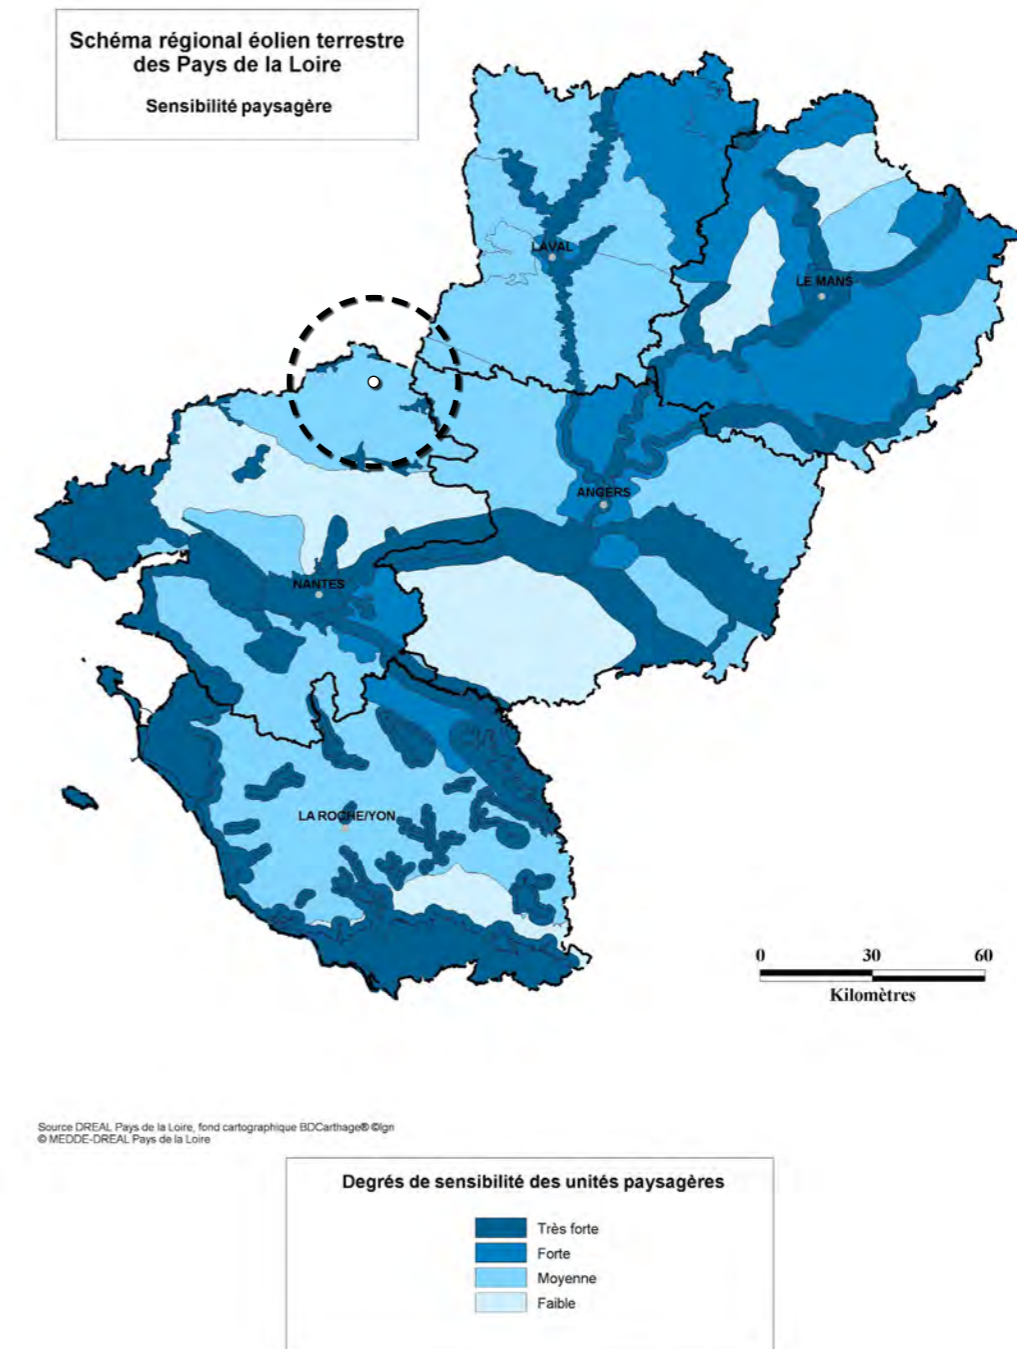 Schéma régional éolien terrestre
des Pays de la Loire
Sensibilité paysagère
LAVAL
LE MANS
ANGERS
NANTES
LA ROCHE/YON
0 30 60
Kilomètres
Source DREAL Pays de la Loire, fond cartographique BDCarthage® ©Ign
© MEDDE-DREAL Pays de la Loire
Degrés de sensibilité des unités paysagères
Très forte
Forte
Moyenne
Faible